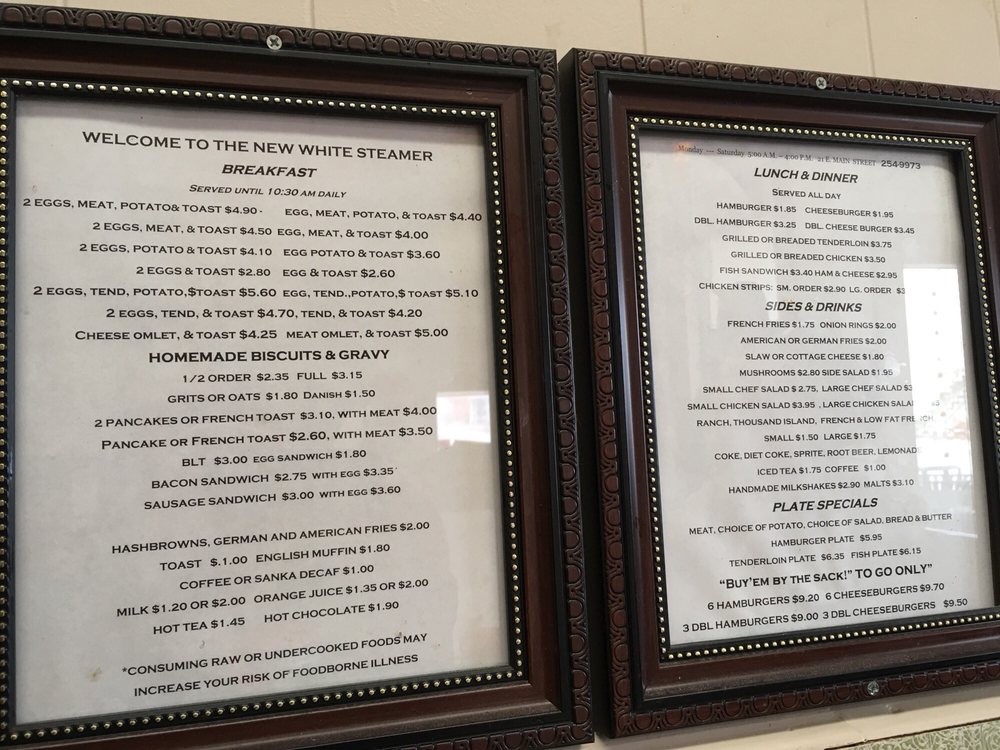 WELCOME TO THE NEW WHITE STEAMER
BREAKFAST
SERVED UNTIL 10:30 AM DAILY
2 EGGS, MEAT, POTATO& TOAST $4.90- EGG, MEAT, POTATO, & TOAST $4.40
2 EGGS, MEAT, & TOAST $4.50 EGG, MEAT, & TOAST $4.00
2 EGGS, POTATO & TOAST $4.10 EGG POTATO & TOAST $3.60
2 EGGS & TOAST $2.80 EGG & TOAST $2.60
2 EGGS, TEND, POTATO,$TOAST $5.60 EGG, TEND.,POTATO,$ TOAST $5.10
2 EGGS, TEND, & TOAST $4.70, TEND, & TOAST $4.20
CHEESE OMLET, & TOAST $4.25 MEAT OMLET, & TOAST $5.00
HOMEMADE BISCUITS & GRAVY
1/2 ORDER $2.35 FULL $3.15
GRITS OR OATS $1.80 DANISH $1.50
2 PANCAKES OR FRENCH TOAST $3.10, WITH MEAT $4.00
PANCAKE OR FRENCH TOAST $2.60, WITH MEAT $3.50
BLT $3.00 EGG SANDWICH $1.80
BACON SANDWICH $2.75 WITH EGG $3.35
SAUSAGE SANDWICH $3.00 WITH EGG $3.60
HASHBROWNS, GERMAN AND AMERICAN FRIES $2.00
TOAST $.1.00 ENGLISH MUFFIN $1.80
COFFEE OR SANKA DECAF $1.00
MILK $1.20 OR $2.00 ORANGE JUICE $1.35 OR $2.00
HOT TEA $1.45 HOT CHOCOLATE $1.90
*CONSUMING RAW OR UNDERCOOKED FOODS MAY
INCREASE YOUR RISK OF FOODBORNE ILLNESS
Monday --- Saturday 5:00 A.M. – 4:00 P.M. 21 E. MAIN STREET 254-9973
LUNCH & DINNER
SERVED ALL DAY
HAMBURGER $1.85 CHEESEBURGER $1.95
DBL. HAMBURGER $3.25 DBL. CHEESE BURGER $3.45
GRILLED OR BREADED TENDERLOIN $3.75
GRILLED OR BREADED CHICKEN $3.50
FISH SANDWICH $3.40 HAM & CHEESE $2.95
CHICKEN STRIPS: SM. ORDER $2.90 LG. ORDER
SIDES & DRINKS
FRENCH FRIES $1.75 ONION RINGS $2.00
AMERICAN OR GERMAN FRIES $2.00
SLAW OR COTTAGE CHEESE $1.80
MUSHROOMS $2.80 SIDE SALAD $1.95
SMALL CHEF SALAD $ 2.75, LARGE CHEF SALAD
SMALL CHICKEN SALAD $3.95 , LARGE CHICKEN SALAD
RANCH, THOUSAND ISLAND, FRENCH & LOW FAT FRENCH
SMALL $1.50 LARGE $1.75
COKE, DIET COKE, SPRITE, ROOT BEER, LEMONADE
ICED TEA $1.75 COFFEE $1.00
HANDMADE MILKSHAKES $2.90 MALTS $3.10
PLATE SPECIALS
MEAT, CHOICE OF POTATO, CHOICE OF SALAD, BREAD & BUTTER
HAMBURGER PLATE $5.95
TENDERLOIN PLATE $6.35 FISH PLATE $6.15
"BUY'EM BY THE SACK!" TO GO ONLY"
6 HAMBURGERS $9.20 6 CHEESEBURGERS $9.70
3 DBL HAMBURGERS $9.00 3 DBL CHEESEBURGERS $9.50